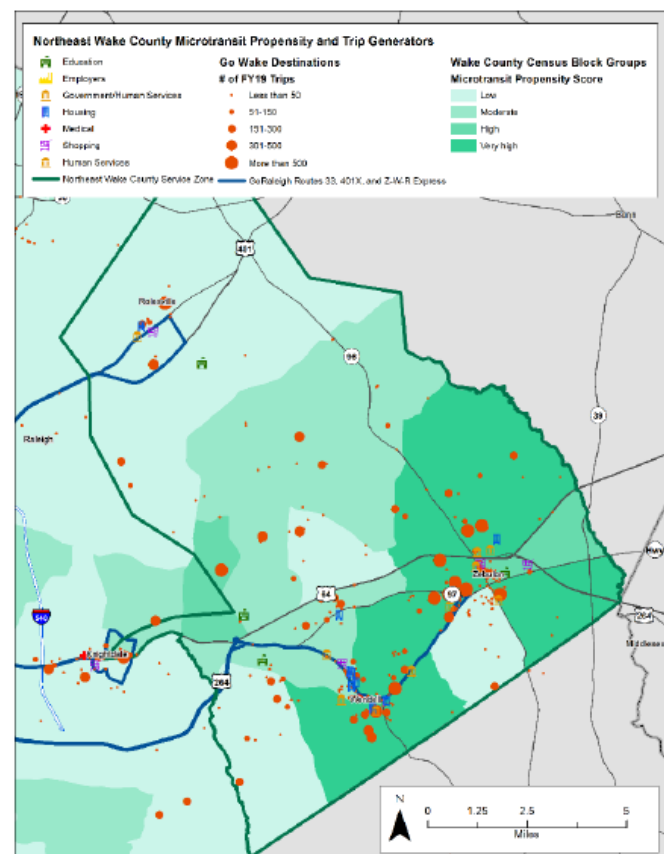 Northeast Wake County Microtransit Propensity and Trip Generators
Education
Employers
Government/Human Services
Housing
Medical
Shopping
Human Services
Northeast Wake County Service Zone
Go Wake Destinations
# of FY19 Trips
Less than 50
51-150
151-300
301-500
More than 500
GoRaleigh Routes 33, 401X, and Z-W-R Express
Wake County Census Block Groups
Microtransit Propensity Score
Low
Moderate
High
Very high
Bunn
401
Rolesville
98
39
Raleigh
Hwy
Zebulon
64
97
540
264
Middlesex
Knightdale
264
Wendell
N
0 1.25 2.5 5
Miles